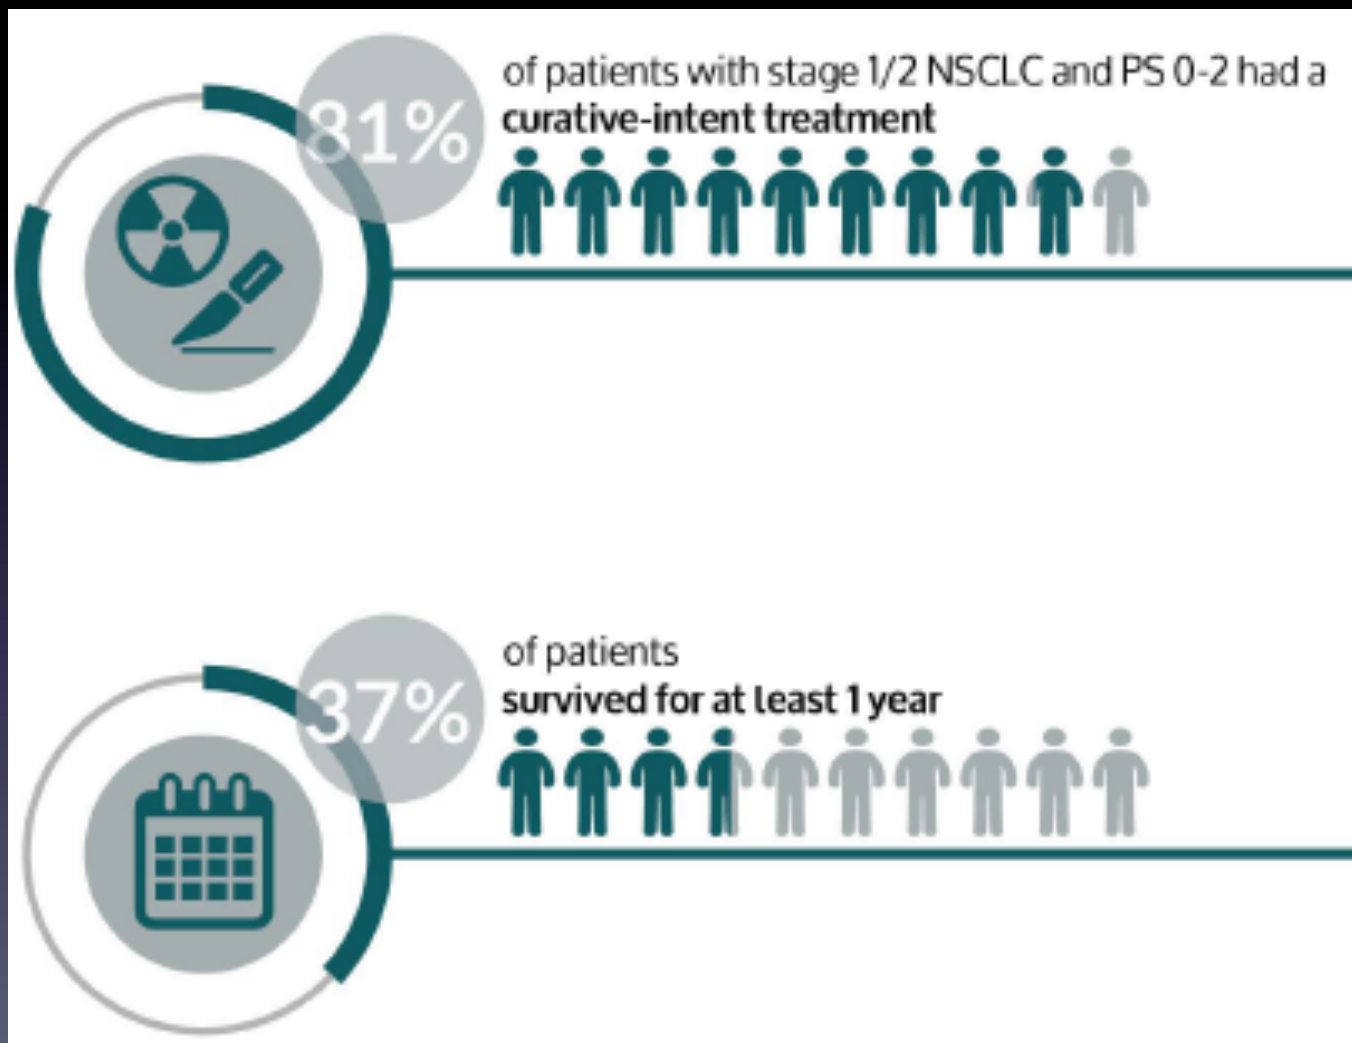 81%
of patients with stage 1/2 NSCLC and PS 0-2 had a
curative-intent treatment
37%
of patients
survived for at least 1 year